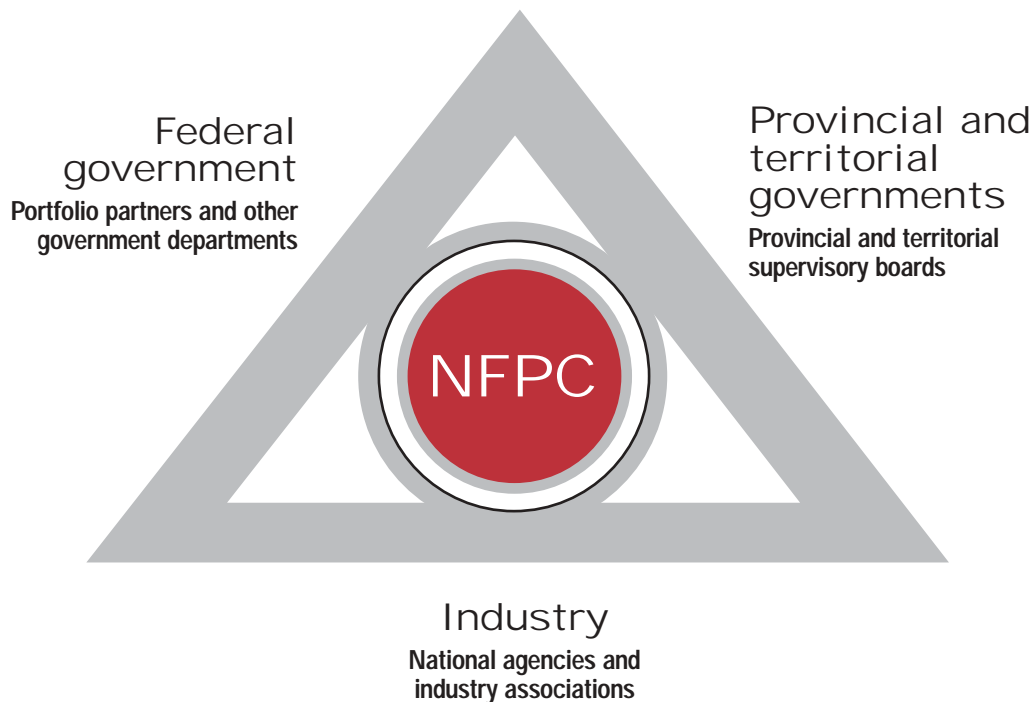 Federal
government
Portfolio partners and other
government departments
Provincial and
territorial
governments
Provincial and territorial
supervisory boards
NFPC
Industry
National agencies and
industry associations